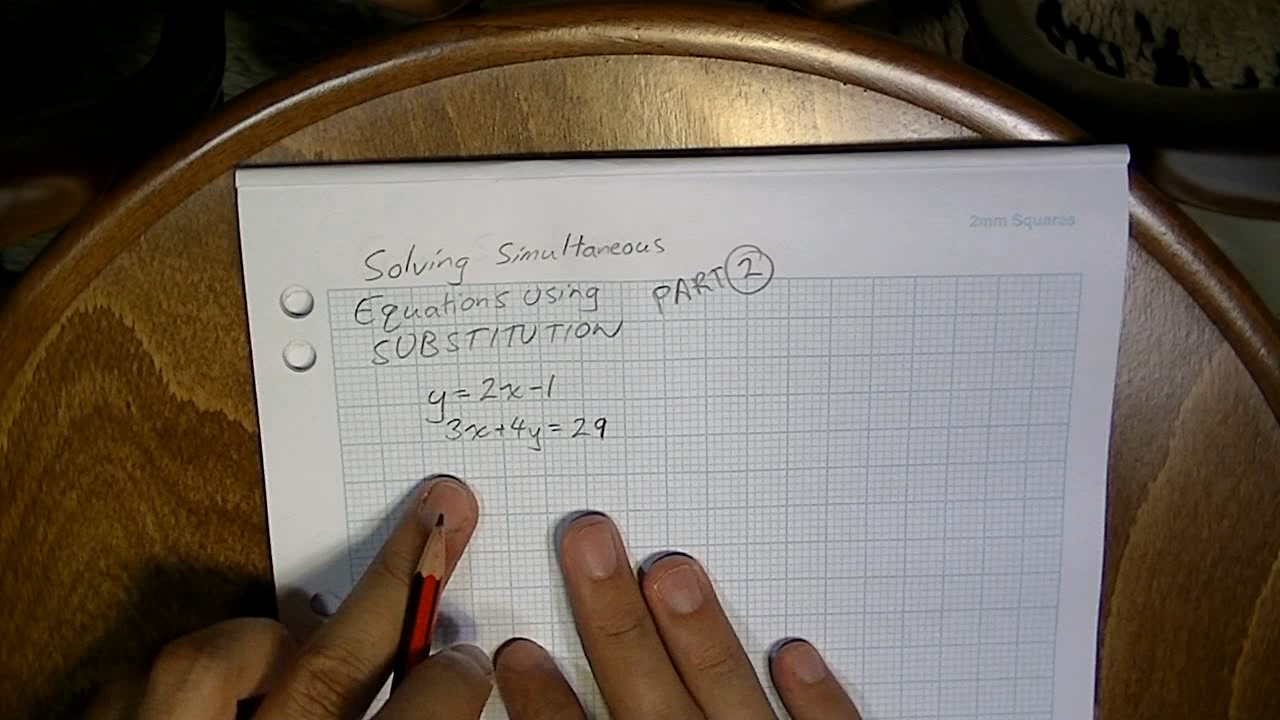 2mm Squares
Solving Simultaneous
Equations using PART 2
SUBSTITUTION
y = 2x - 1
3x + 4y = 29